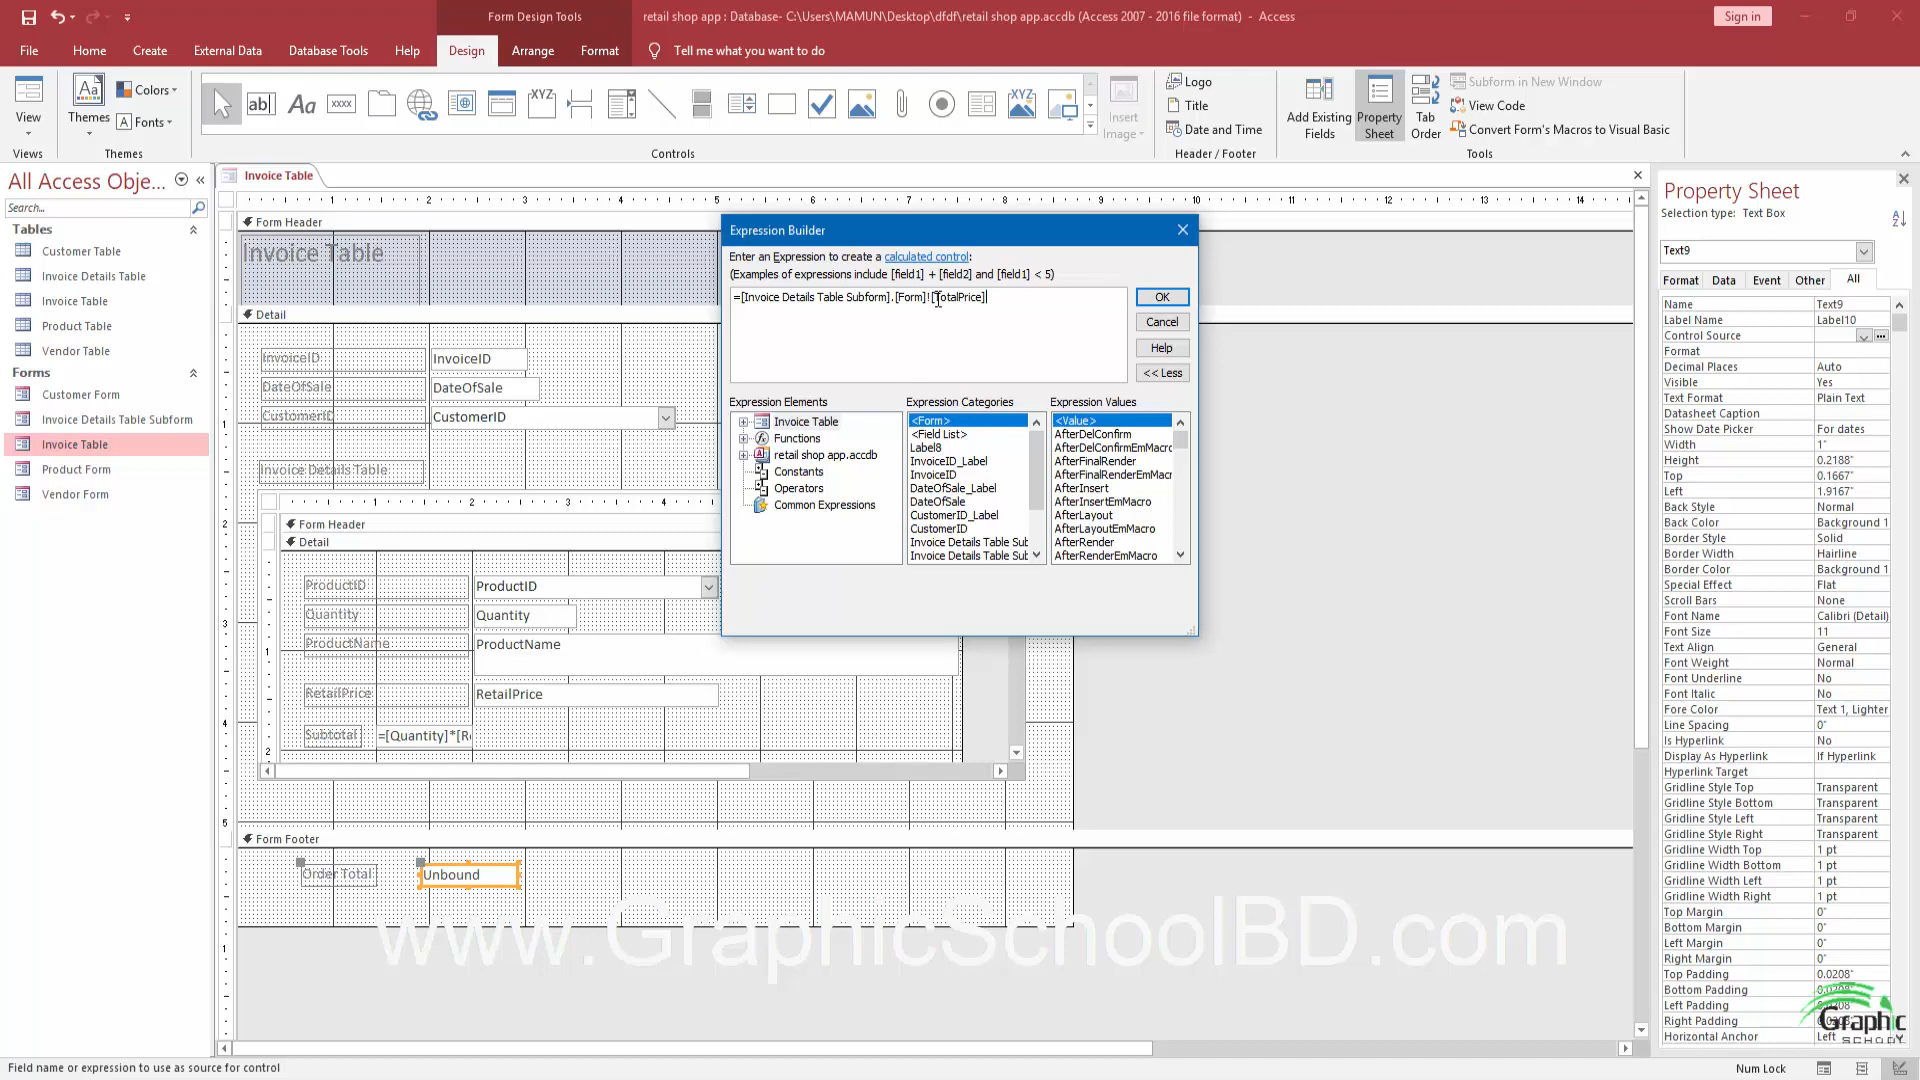 Form Design Tools
retail shop app : Database- C:\Users\MAMUN\Desktop\dfdf\retail shop app.accdb (Access 2007 - 2016 file format) - Access
Sign in
File Home Create External Data Database Tools Help Design Arrange Format Tell me what you want to do
View
Views
Themes
Colors
Fonts
Themes
Controls
Insert Image
Logo
Title
Date and Time
Header / Footer
Add Existing Fields
Property Sheet
Tab Order
Subform in New Window
View Code
Convert Form's Macros to Visual Basic
Tools
All Access Obje...
Search...
Tables
Customer Table
Invoice Details Table
Invoice Table
Product Table
Vendor Table
Forms
Customer Form
Invoice Details Table Subform
Invoice Table
Product Form
Vendor Form
Invoice Table
Form Header
Invoice Table
Detail
InvoiceID InvoiceID
DateOfSale DateOfSale
CustomerID CustomerID
Invoice Details Table
Form Header
Detail
ProductID ProductID
Quantity Quantity
ProductName ProductName
RetailPrice RetailPrice
Subtotal =[Quantity]*[Re
Form Footer
Order Total Unbound
Expression Builder
Enter an Expression to create a calculated control:
(Examples of expressions include [field1] + [field2] and [field1] < 5)
=[Invoice Details Table Subform].[Form]![TotalPrice]
OK
Cancel
Help
<< Less
Expression Elements
Invoice Table
Functions
retail shop app.accdb
Constants
Operators
Common Expressions
Expression Categories
<Form>
<Field List>
Label8
InvoiceID_Label
InvoiceID
DateOfSale_Label
DateOfSale
CustomerID_Label
CustomerID
Invoice Details Table Sub
Invoice Details Table Sub
Expression Values
<Value>
AfterDelConfirm
AfterDelConfirmEmMacro
AfterFinalRender
AfterFinalRenderEmMacr
AfterInsert
AfterInsertEmMacro
AfterLayout
AfterLayoutEmMacro
AfterRender
AfterRenderEmMacro
Property Sheet
Selection type: Text Box
Text9
Format Data Event Other All
Name Text9
Label Name Label10
Control Source
Format
Decimal Places Auto
Visible Yes
Text Format Plain Text
Datasheet Caption
Show Date Picker For dates
Width 1"
Height 0.2188"
Top 0.1667"
Left 1.9167"
Back Style Normal
Back Color Background 1
Border Style Solid
Border Width Hairline
Border Color Background 1
Special Effect Flat
Scroll Bars None
Font Name Calibri (Detail)
Font Size 11
Text Align General
Font Weight Normal
Font Underline No
Font Italic No
Fore Color Text 1, Lighter
Line Spacing 0"
Is Hyperlink No
Display As Hyperlink If Hyperlink
Hyperlink Target
Gridline Style Top Transparent
Gridline Style Bottom Transparent
Gridline Style Left Transparent
Gridline Style Right Transparent
Gridline Width Top 1 pt
Gridline Width Bottom 1 pt
Gridline Width Left 1 pt
Gridline Width Right 1 pt
Top Margin 0"
Bottom Margin 0"
Left Margin 0"
Right Margin 0"
Top Padding 0.0208"
Bottom Padding 0.0208"
Left Padding 0.0208"
Right Padding 0.0208"
Horizontal Anchor Left
www.GraphicSchoolBD.com
Graphic
SCHOOL
Field name or expression to use as source for control
Num Lock